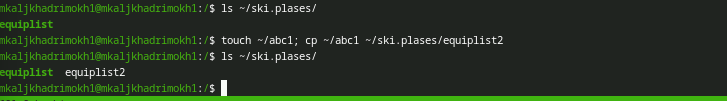 mkaljkhadrimokh1@mkaljkhadrimokh1:/$ ls ~/ski.plases/
equiplist
mkaljkhadrimokh1@mkaljkhadrimokh1:/$ touch ~/abc1; cp ~/abc1 ~/ski.plases/equiplist2
mkaljkhadrimokh1@mkaljkhadrimokh1:/$ ls ~/ski.plases/
equiplist  equiplist2
mkaljkhadrimokh1@mkaljkhadrimokh1:/$